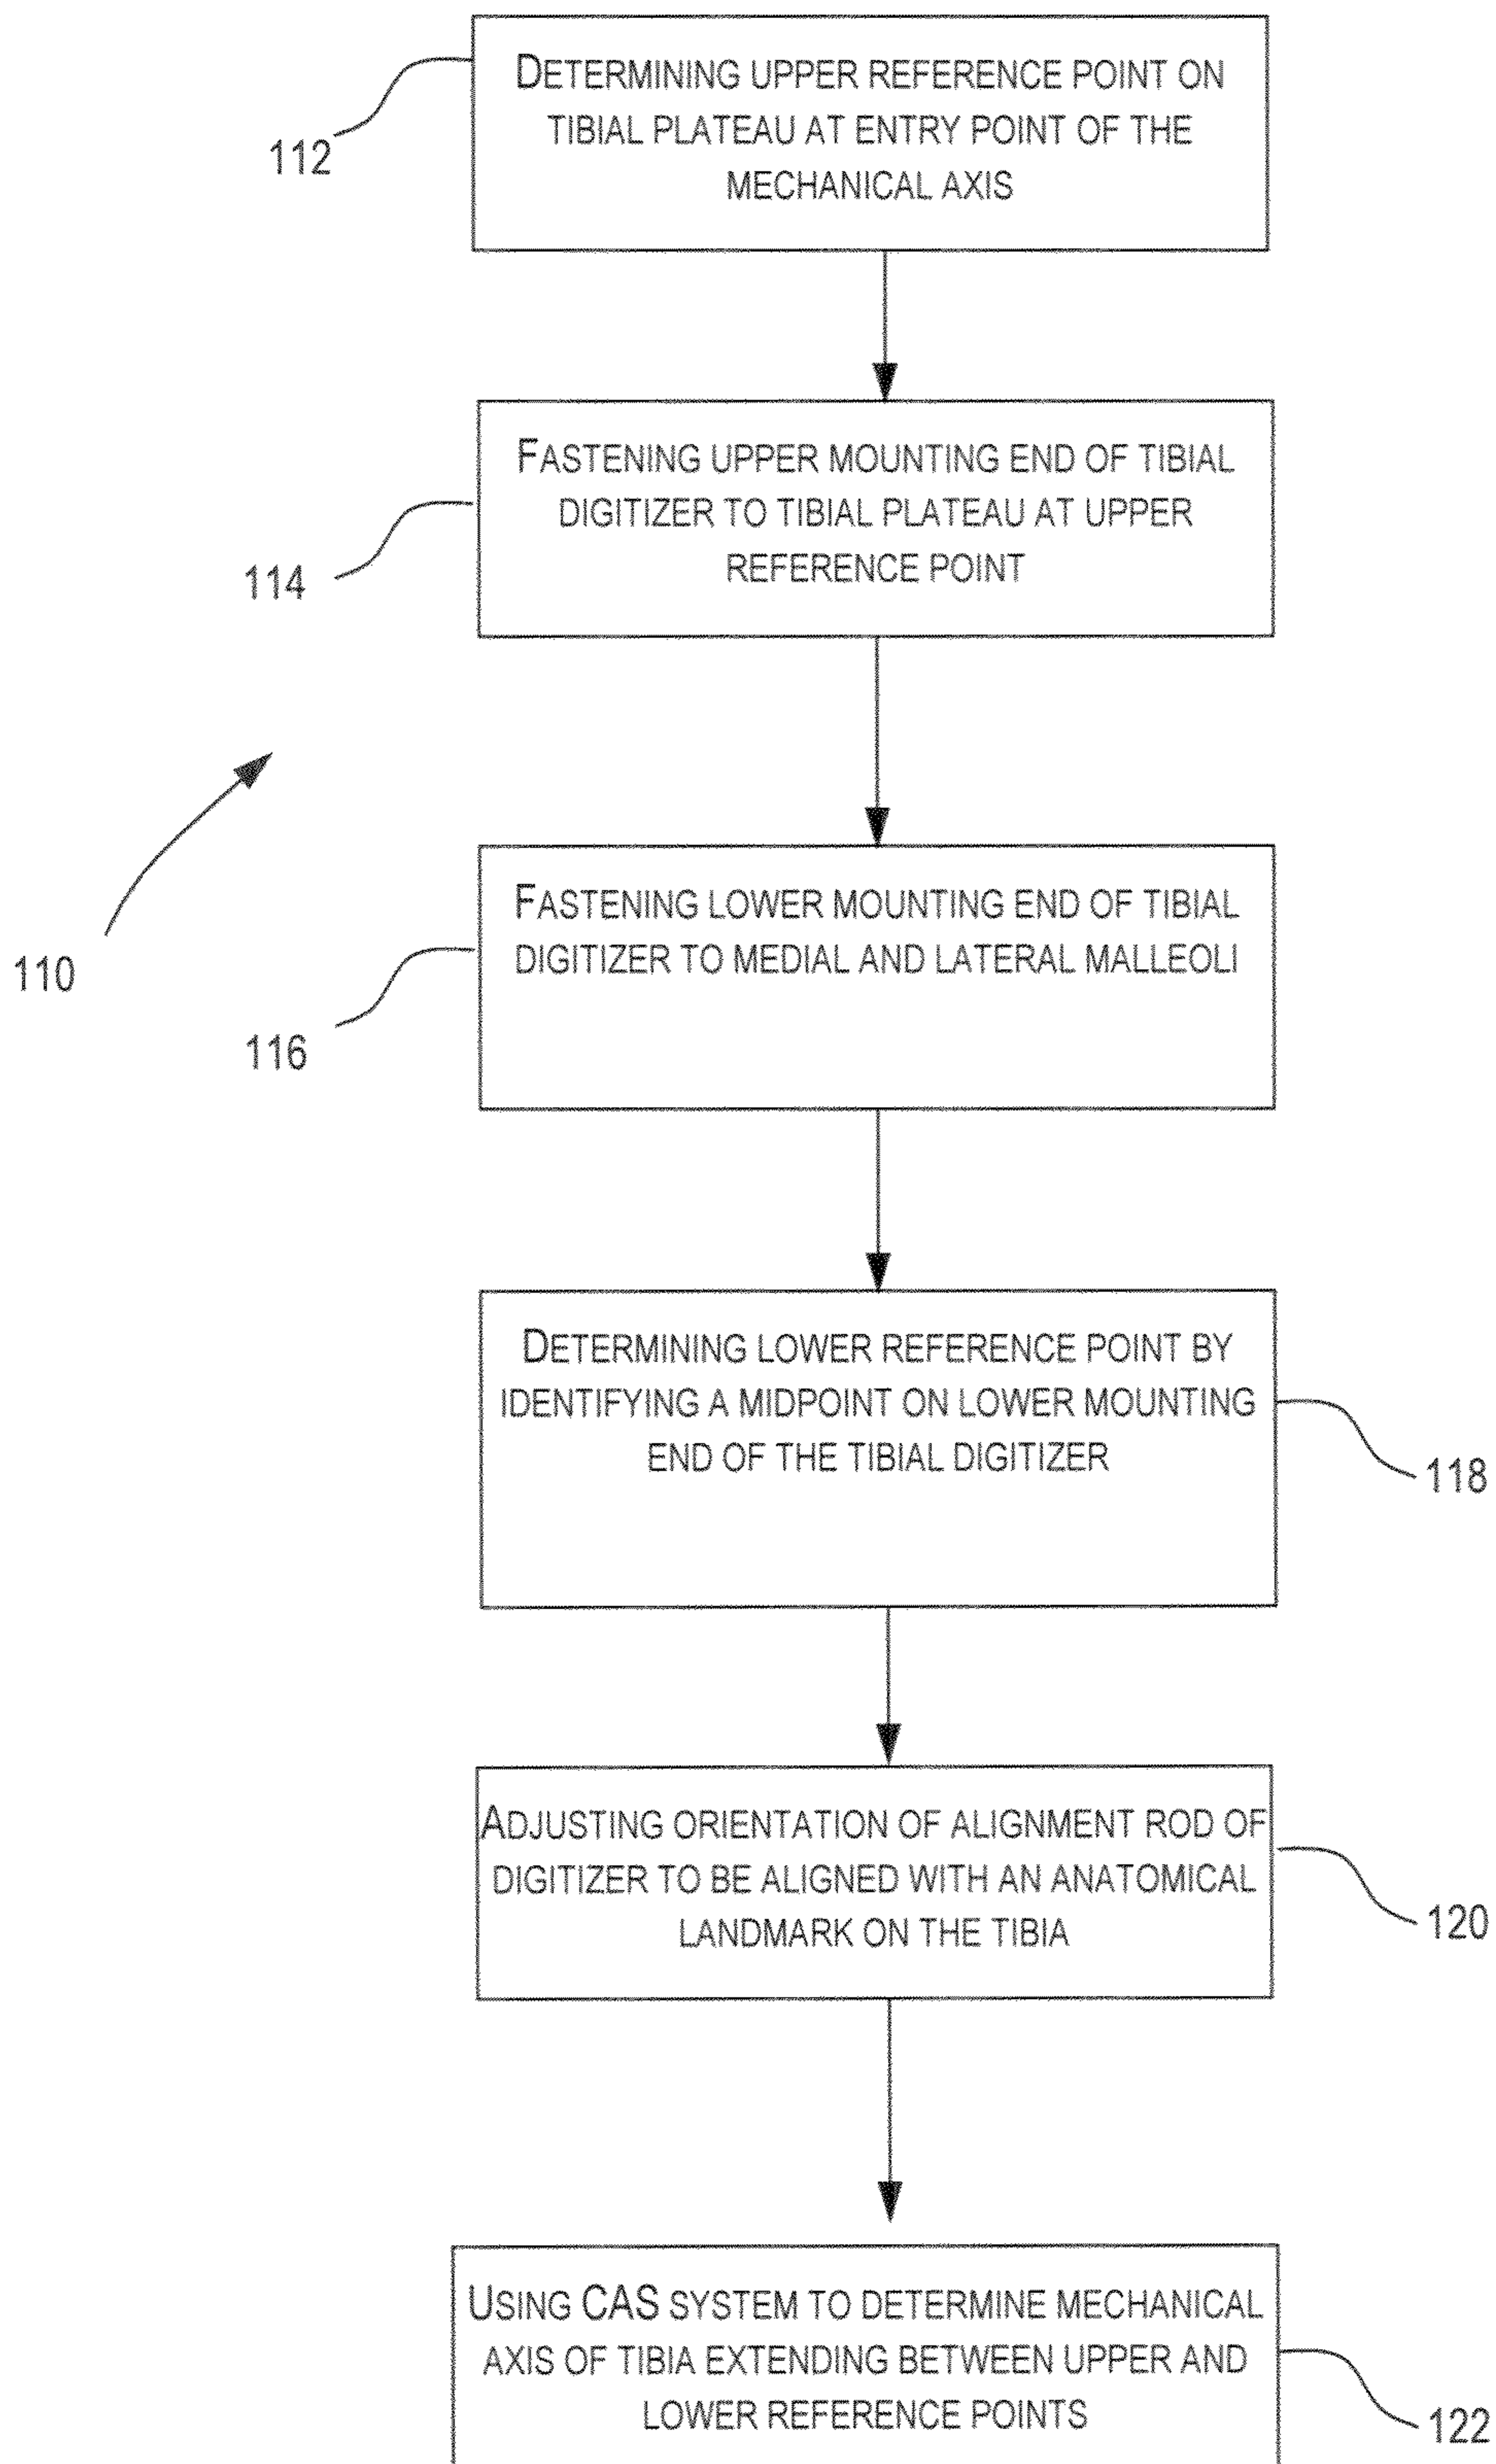 DETERMINING UPPER REFERENCE POINT ON
TIBIAL PLATEAU AT ENTRY POINT OF THE
MECHANICAL AXIS
112
FASTENING UPPER MOUNTING END OF TIBIAL
DIGITIZER TO TIBIAL PLATEAU AT UPPER
REFERENCE POINT
114
110
FASTENING LOWER MOUNTING END OF TIBIAL
DIGITIZER TO MEDIAL AND LATERAL MALLEOLI
116
DETERMINING LOWER REFERENCE POINT BY
IDENTIFYING A MIDPOINT ON LOWER MOUNTING
END OF THE TIBIAL DIGITIZER
118
ADJUSTING ORIENTATION OF ALIGNMENT ROD OF
DIGITIZER TO BE ALIGNED WITH AN ANATOMICAL
LANDMARK ON THE TIBIA
120
USING CAS SYSTEM TO DETERMINE MECHANICAL
AXIS OF TIBIA EXTENDING BETWEEN UPPER AND
LOWER REFERENCE POINTS
122